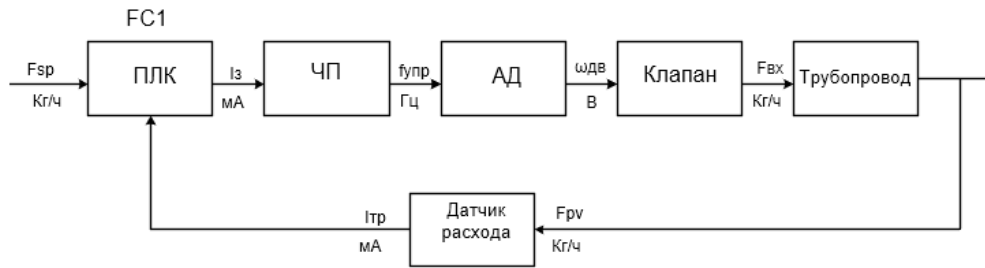 FC1
Fsp
Кг/ч
ПЛК
Iз
мА
ЧП
fупр
Гц
АД
ωдв
В
Клапан
Fвх
Кг/ч
Трубопровод
Iтр
мА
Датчик
расхода
Fpv
Кг/ч